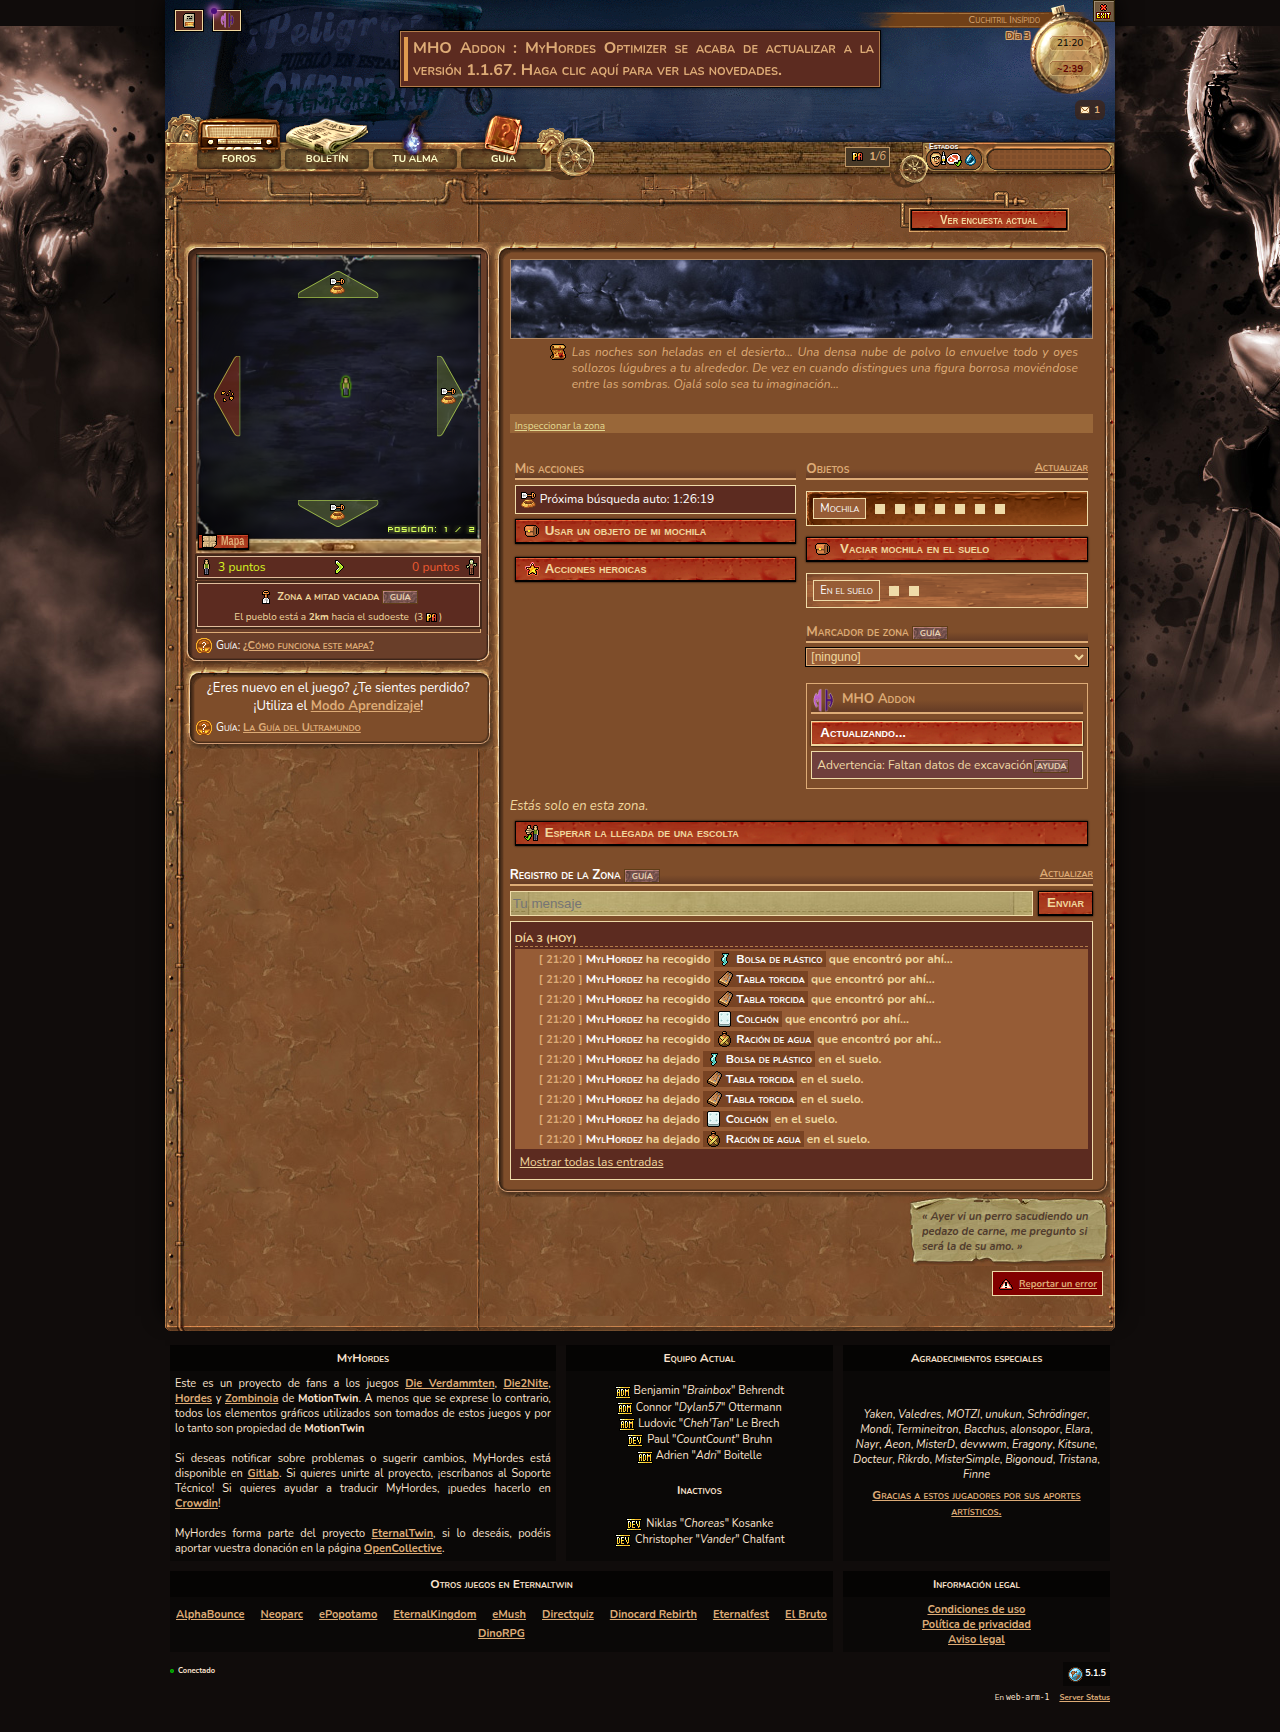 Cuchitril Insípido
Día 3
21:20
~2:39
MHO Addon : MyHordes Optimizer se acaba de actualizar a la
versión 1.1.67. Haga clic aquí para ver las novedades.
EXIT
1
FOROS
BOLETÍN
TU ALMA
GUÍA
PA 1/6
Estados
Ver encuesta actual
POSICIÓN: 1 / 2
Mapa
3 puntos
0 puntos
Zona a mitad vaciada GUÍA
El pueblo está a 2km hacia el sudoeste (3 PA)
Guía: ¿Cómo funciona este mapa?
¿Eres nuevo en el juego? ¿Te sientes perdido?
¡Utiliza el Modo Aprendizaje!
Guía: La Guía del Ultramundo
Las noches son heladas en el desierto... Una densa nube de polvo lo envuelve todo y oyes
sollozos lúgubres a tu alrededor. De vez en cuando distingues una figura borrosa moviéndose
entre las sombras. Ojalá solo sea tu imaginación...
Inspeccionar la zona
Mis acciones
Próxima búsqueda auto: 1:26:19
Usar un objeto de mi mochila
Acciones heroicas
Objetos
Actualizar
Mochila
Vaciar mochila en el suelo
En el suelo
Marcador de zona GUÍA
[ninguno]
MHO Addon
Actualizando...
Advertencia: Faltan datos de excavación AYUDA
Estás solo en esta zona.
Esperar la llegada de una escolta
Registro de la Zona GUÍA
Actualizar
Tu mensaje
Enviar
DÍA 3 (HOY)
[ 21:20 ] MylHordez ha recogido Bolsa de plástico que encontró por ahí...
[ 21:20 ] MylHordez ha recogido Tabla torcida que encontró por ahí...
[ 21:20 ] MylHordez ha recogido Tabla torcida que encontró por ahí...
[ 21:20 ] MylHordez ha recogido Colchón que encontró por ahí...
[ 21:20 ] MylHordez ha recogido Ración de agua que encontró por ahí...
[ 21:20 ] MylHordez ha dejado Bolsa de plástico en el suelo.
[ 21:20 ] MylHordez ha dejado Tabla torcida en el suelo.
[ 21:20 ] MylHordez ha dejado Tabla torcida en el suelo.
[ 21:20 ] MylHordez ha dejado Colchón en el suelo.
[ 21:20 ] MylHordez ha dejado Ración de agua en el suelo.
Mostrar todas las entradas
« Ayer vi un perro sacudiendo un
pedazo de carne, me pregunto si
será la de su amo. »
Reportar un error
MyHordes
Este es un proyecto de fans a los juegos Die Verdammten, Die2Nite,
Hordes y Zombinoia de MotionTwin. A menos que se exprese lo contrario,
todos los elementos gráficos utilizados son tomados de estos juegos y por
lo tanto son propiedad de MotionTwin
Si deseas notificar sobre problemas o sugerir cambios, MyHordes está
disponible en Gitlab. Si quieres unirte al proyecto, ¡escríbanos al Soporte
Técnico! Si quieres ayudar a traducir MyHordes, ¡puedes hacerlo en
Crowdin!
MyHordes forma parte del proyecto EternalTwin, si lo deseáis, podéis
aportar vuestra donación en la página OpenCollective.
Equipo Actual
ADM Benjamin "Brainbox" Behrendt
ADM Connor "Dylan57" Ottermann
ADM Ludovic "Cheh'Tan" Le Brech
DEV Paul "CountCount" Bruhn
ADM Adrien "Adri" Boitelle
Inactivos
DEV Niklas "Choreas" Kosanke
DEV Christopher "Vander" Chalfant
Agradecimientos especiales
Yaken, Valedres, MOTZI, unukun, Schrödinger,
Mondi, Termineitron, Bacchus, alonsopor, Elara,
Nayr, Aeon, MisterD, devwwm, Eragony, Kitsune,
Docteur, Rikrdo, MisterSimple, Bigonoud, Tristana,
Finne
Gracias a estos jugadores por sus aportes
artísticos.
Otros juegos en Eternaltwin
AlphaBounce Neoparc ePopotamo EternalKingdom eMush Directquiz Dinocard Rebirth Eternalfest El Bruto
DinoRPG
Información legal
Condiciones de uso
Política de privacidad
Aviso legal
Conectado
5.1.5
En web-arm-1 Server Status